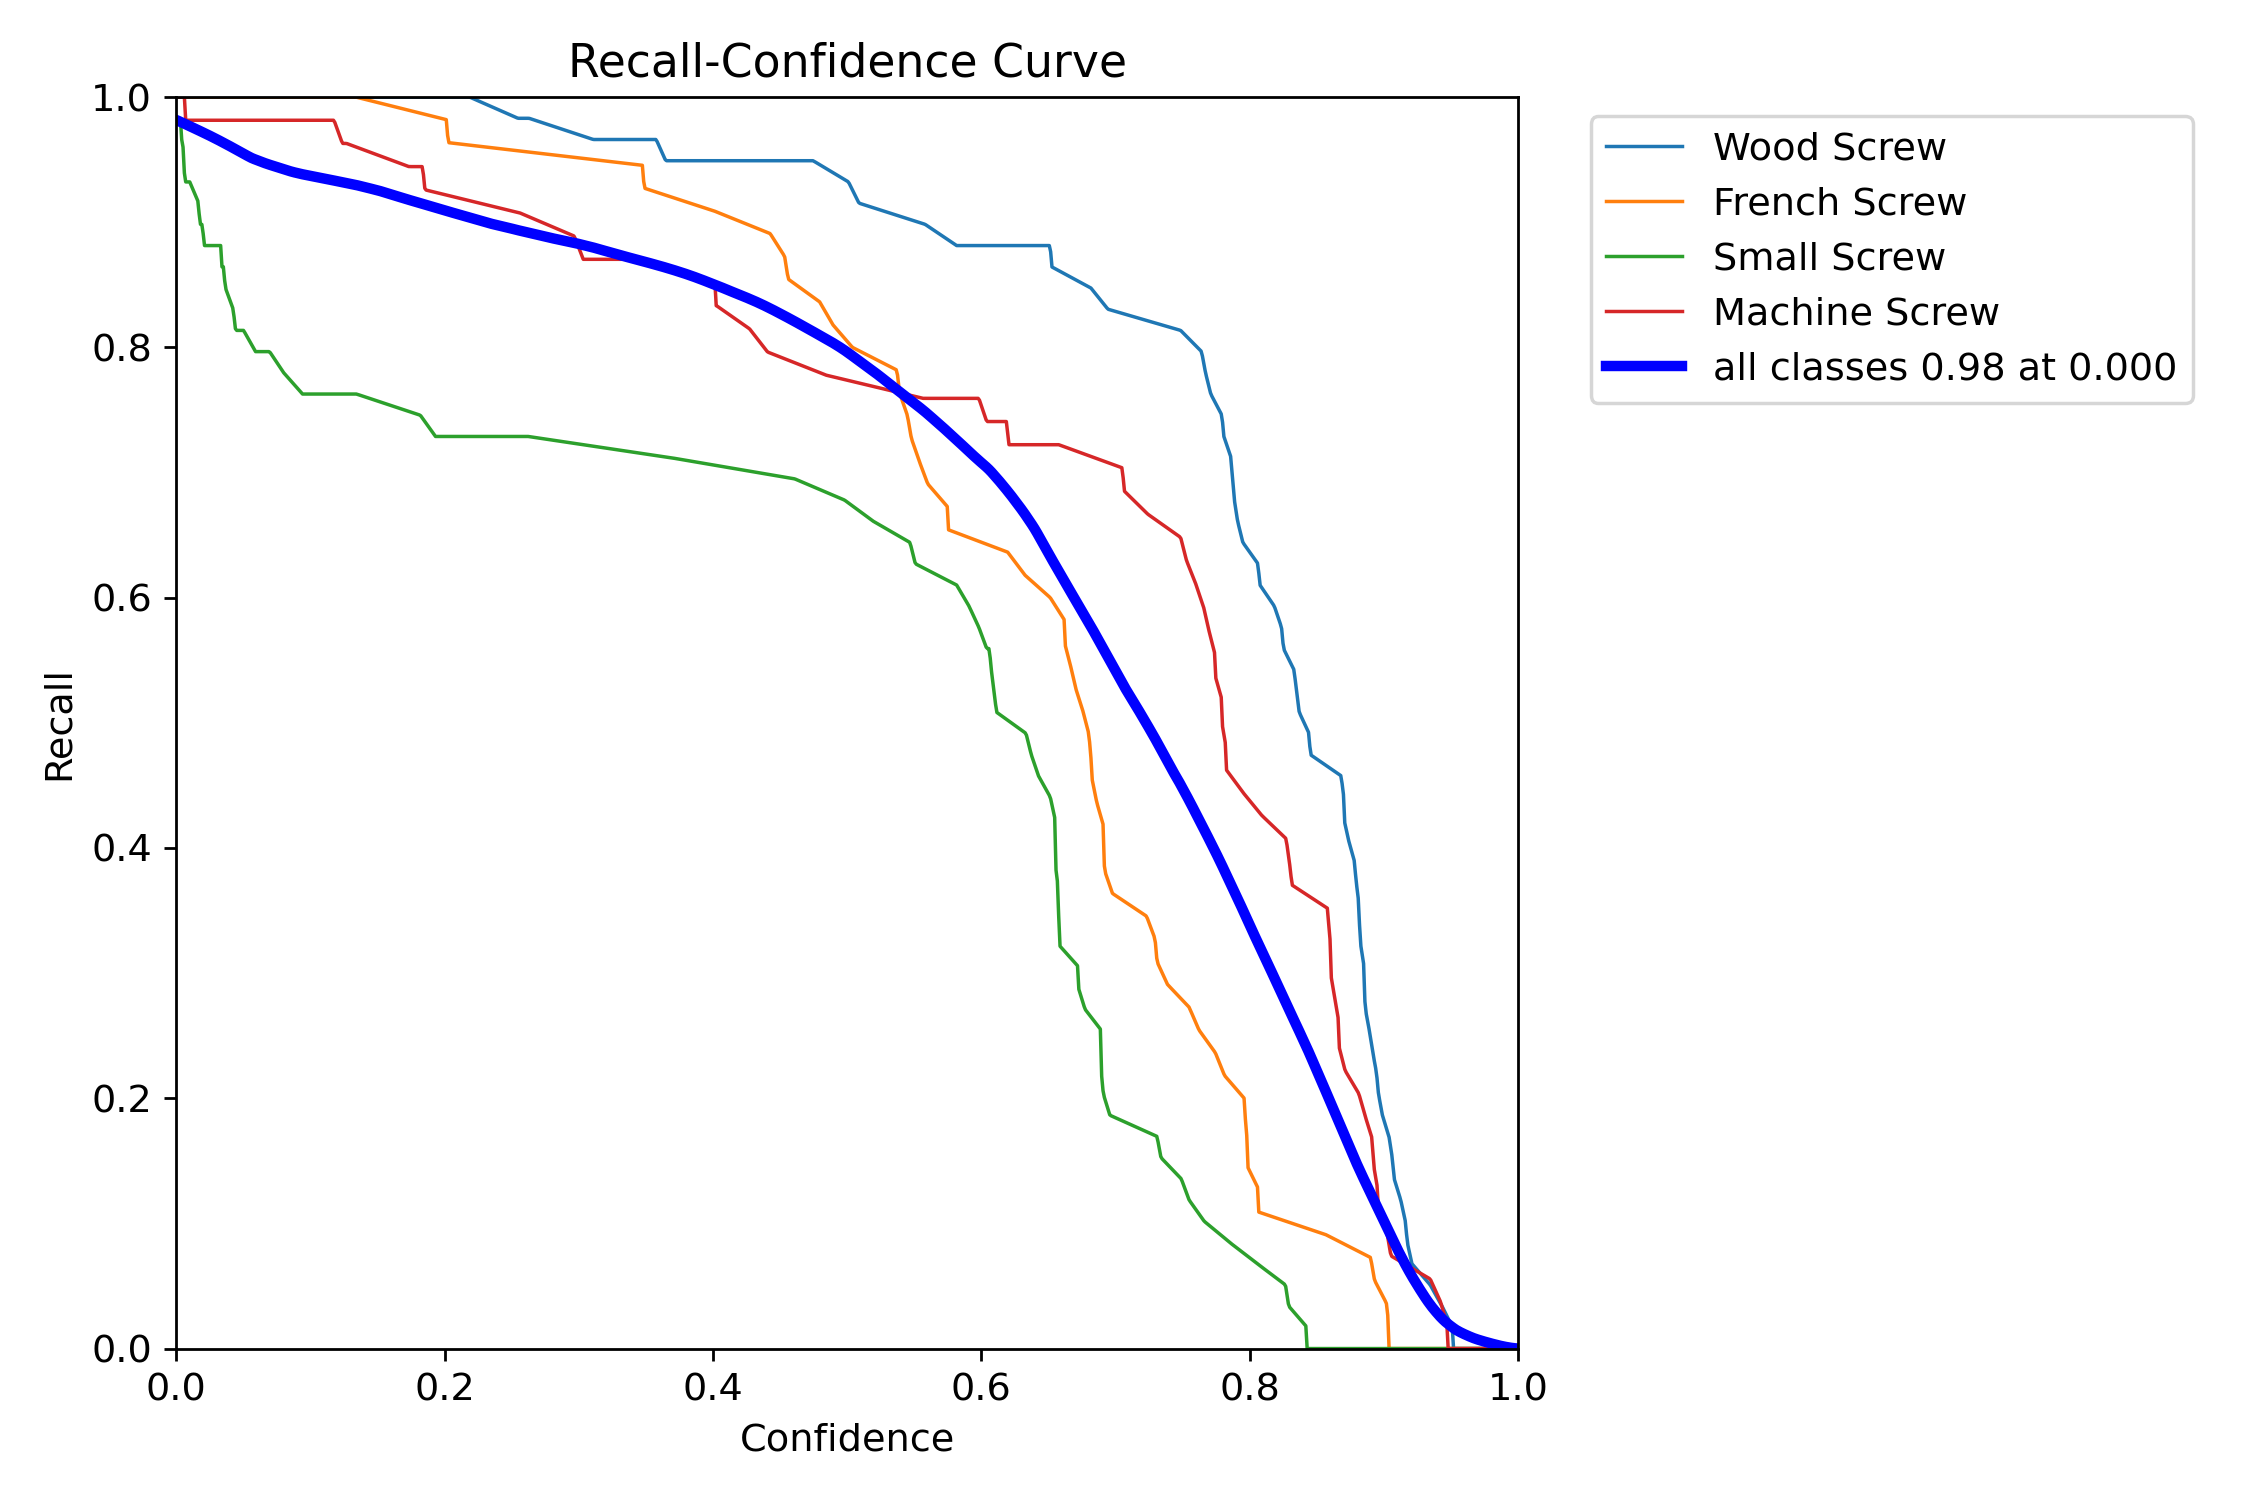 Recall-Confidence Curve
1.0
0.8
0.6
0.4
0.2
0.0
Recall
0.0 0.2 0.4 0.6 0.8 1.0
Confidence
Wood Screw
French Screw
Small Screw
Machine Screw
all classes 0.98 at 0.000